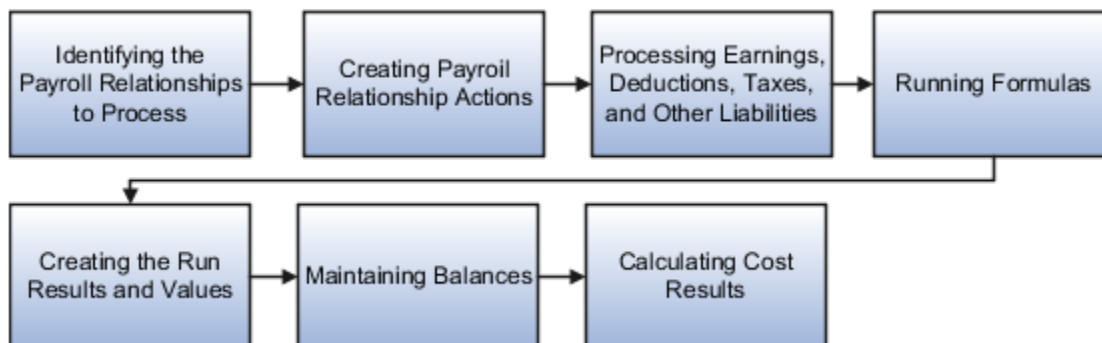 Identifying the
Payroll Relationships
to Process
Creating Payroil
Relationship Actions
Processing Earnings,
Deductions, Taxes,
and Other Liabilities
Running Formulas
Creating the Run
Results and Values
Maintaining Balances
Calculating Cost
Results